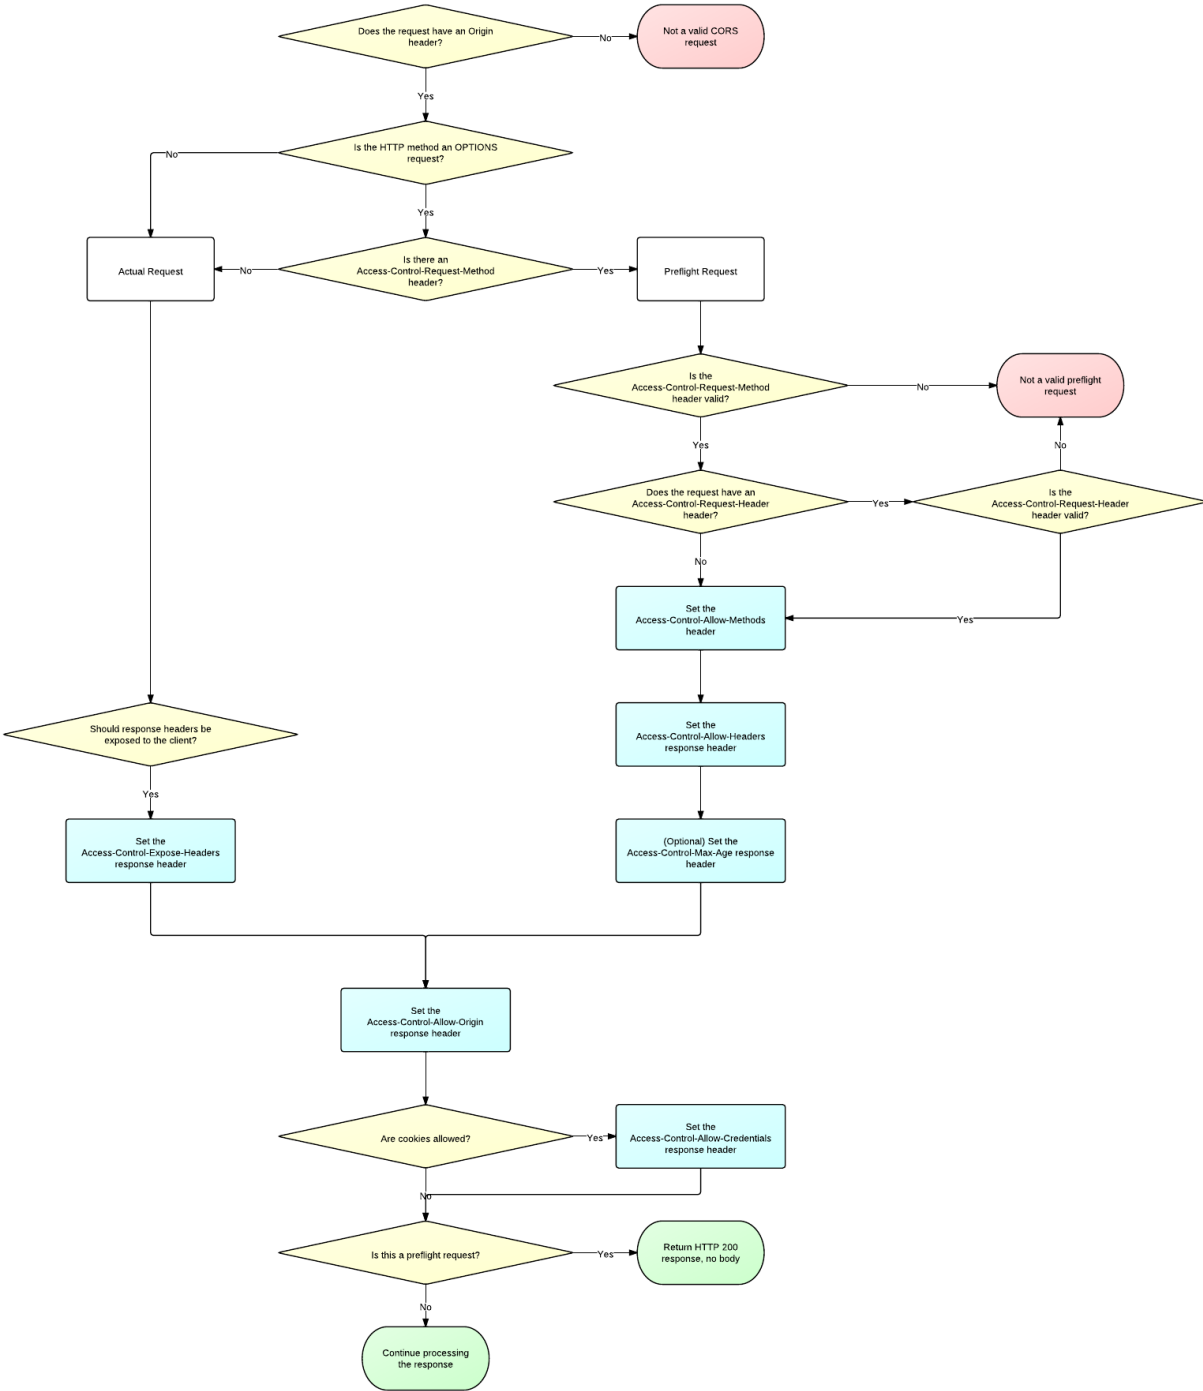 Does the request have an Origin
header?
No
Not a valid CORS
request
Yes
Is the HTTP method an OPTIONS
request?
No
Yes
Actual Request
No
Is there an
Access-Control-Request-Method
header?
Yes
Preflight Request
Is the
Access-Control-Request-Method
header valid?
No
Not a valid preflight
request
Yes
No
Does the request have an
Access-Control-Request-Header
header?
Yes
Is the
Access-Control-Request-Header
header valid?
No
Set the
Access-Control-Allow-Methods
header
Yes
Should response headers be
exposed to the client?
Set the
Access-Control-Allow-Headers
response header
Yes
Set the
Access-Control-Expose-Headers
response header
(Optional) Set the
Access-Control-Max-Age response
header
Set the
Access-Control-Allow-Origin
response header
Are cookies allowed?
Yes
Set the
Access-Control-Allow-Credentials
response header
No
Is this a preflight request?
Yes
Return HTTP 200
response, no body
No
Continue processing
the response